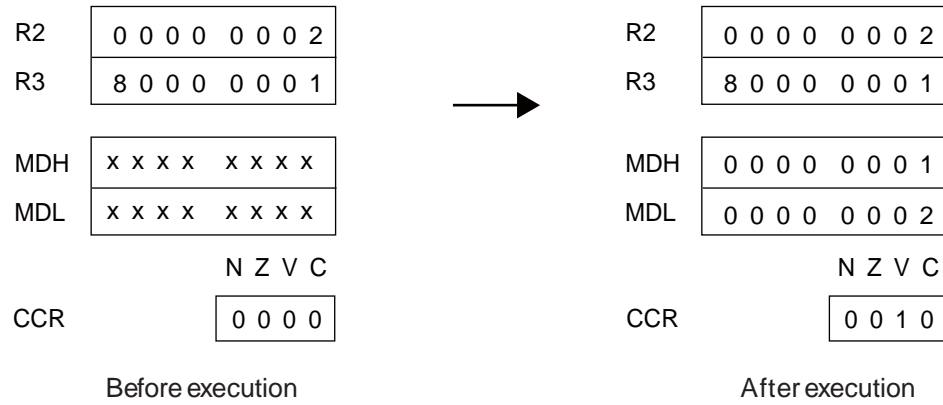 R2 0 0 0 0 0 0 0 2 R2 0 0 0 0 0 0 0 2
R3 8 0 0 0 0 0 0 1 R3 8 0 0 0 0 0 0 1
MDH x x x x x x x x MDH 0 0 0 0 0 0 0 1
MDL x x x x x x x x MDL 0 0 0 0 0 0 0 2
N Z V C N Z V C
CCR 0 0 0 0 CCR 0 0 1 0
Before execution After execution